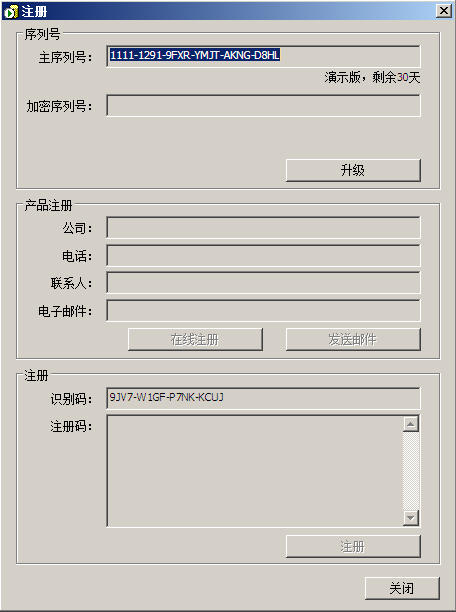 注册
序列号
主序列号： 1111-1291-9FXR-YMJT-AKNG-D8HL
演示版，剩余30天
加密序列号：
升级
产品注册
公司：
电话：
联系人：
电子邮件：
在线注册 发送邮件
注册
识别码： 9JV7-W1GF-P7NK-KCUJ
注册码：
注册
关闭